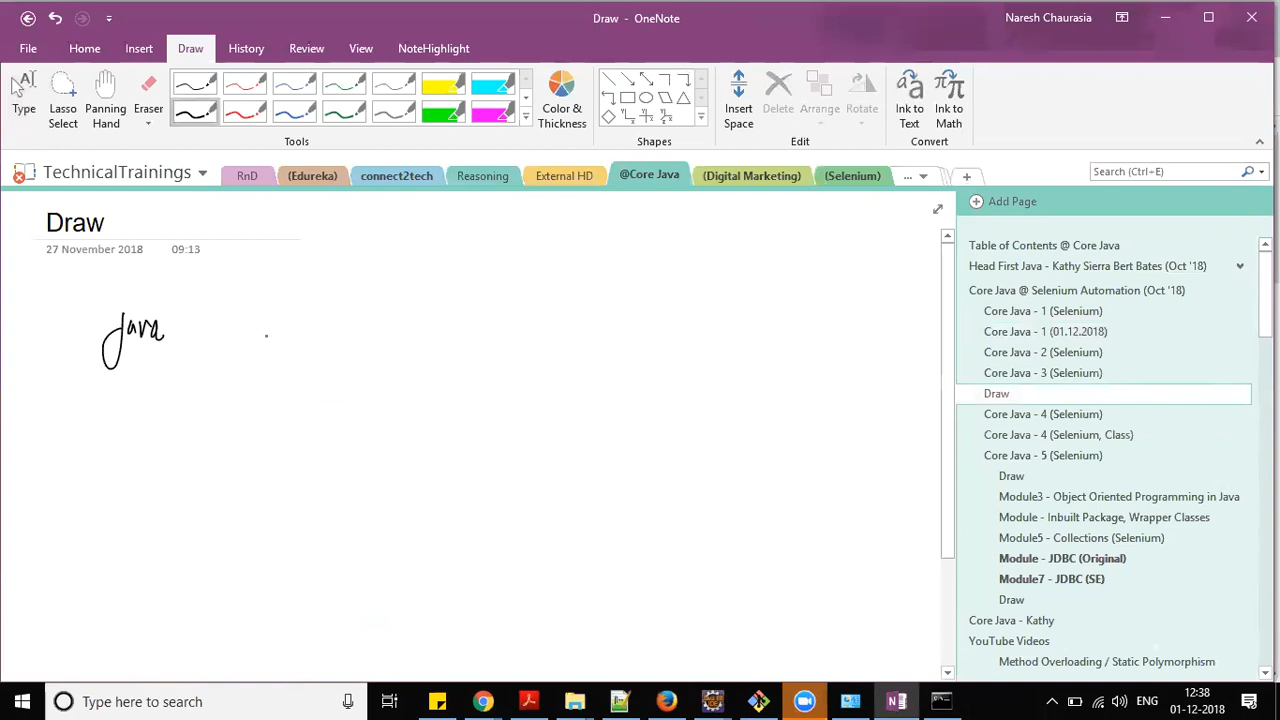 Draw - OneNote
Naresh Chaurasia
File Home Insert Draw History Review View NoteHighlight
Type
Lasso Select
Panning Hand
Eraser
Color & Thickness
Insert Space
Delete
Arrange
Rotate
Ink to Text
Ink to Math
Tools
Shapes
Edit
Convert
TechnicalTrainings
RnD (Edureka) connect2tech Reasoning External HD @Core Java (Digital Marketing) (Selenium) ...
Search (Ctrl+E)
Draw
27 November 2018 09:13
Java
Add Page
Table of Contents @ Core Java
Head First Java - Kathy Sierra Bert Bates (Oct '18)
Core Java @ Selenium Automation (Oct '18)
Core Java - 1 (Selenium)
Core Java - 1 (01.12.2018)
Core Java - 2 (Selenium)
Core Java - 3 (Selenium)
Draw
Core Java - 4 (Selenium)
Core Java - 4 (Selenium, Class)
Core Java - 5 (Selenium)
Draw
Module3 - Object Oriented Programming in Java
Module - Inbuilt Package, Wrapper Classes
Module5 - Collections (Selenium)
Module - JDBC (Original)
Module7 - JDBC (SE)
Draw
Core Java - Kathy
YouTube Videos
Method Overloading / Static Polymorphism
Type here to search
ENG
12:38
01-12-2018